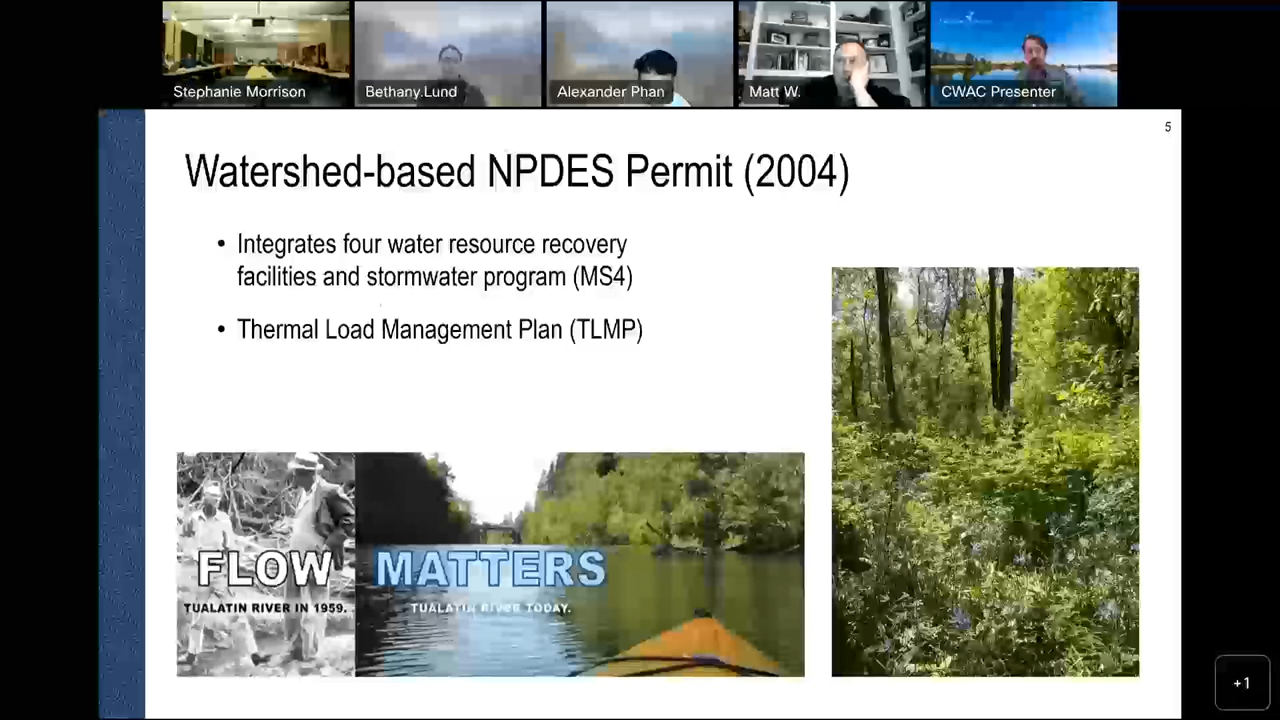 Stephanie Morrison
Bethany.Lund
Alexander Phan
Matt W.
CWAC Presenter
5
Watershed-based NPDES Permit (2004)
• Integrates four water resource recovery
facilities and stormwater program (MS4)
• Thermal Load Management Plan (TLMP)
FLOW MATTERS
TUALATIN RIVER IN 1959. TUALATIN RIVER TODAY.
+1